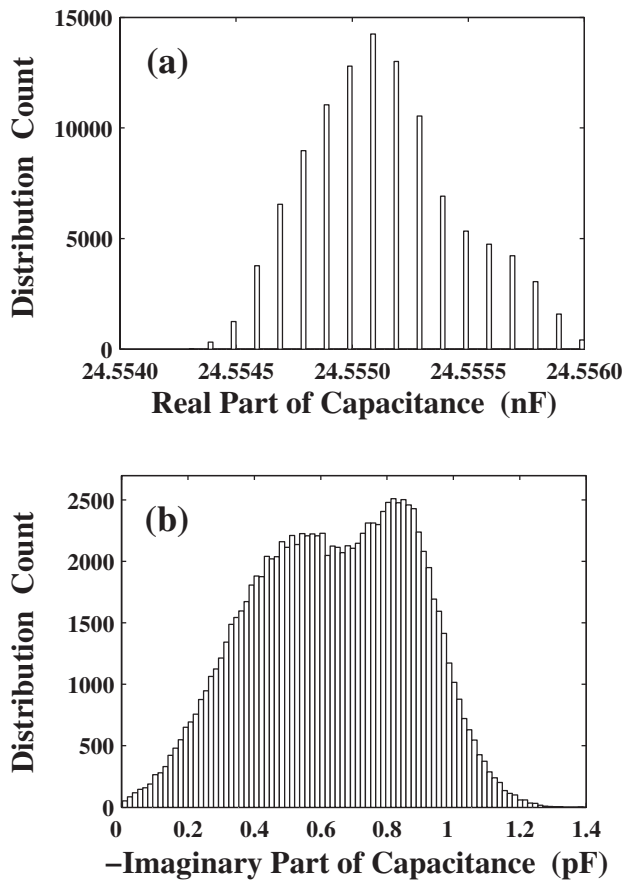 15000
(a)
10000
5000
0
Distribution Count
24.5540 24.5545 24.5550 24.5555 24.5560
Real Part of Capacitance (nF)
2500
(b)
2000
1500
1000
500
0
Distribution Count
0 0.2 0.4 0.6 0.8 1 1.2 1.4
−Imaginary Part of Capacitance (pF)